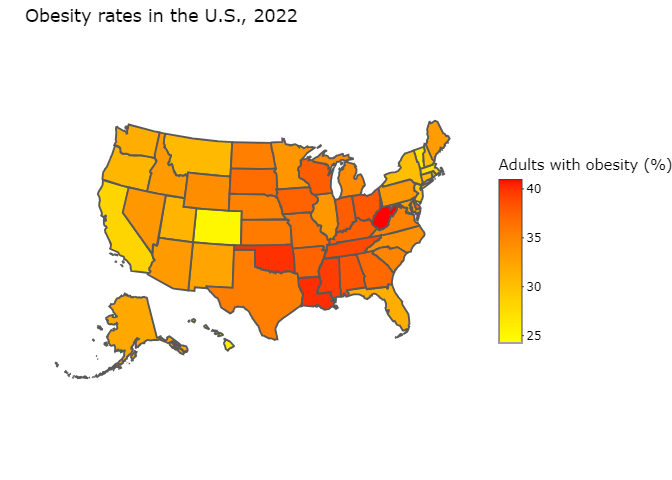 Obesity rates in the U.S., 2022
Adults with obesity (%)
40
35
30
25